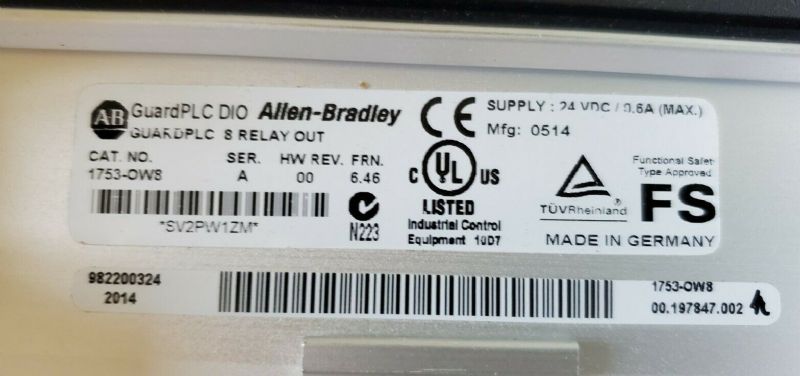 AB GuardPLC DIO Allen-Bradley
GUARDPLC 8 RELAY OUT
CAT. NO. SER. HW REV. FRN.
1753-OW8 A 00 6.46
*SV2PW1ZM*
N223
CE
C UL US
LISTED
Industrial Control
Equipment 10D7
SUPPLY : 24 VDC / 0.6A (MAX.)
Mfg: 0514
TÜVRheinland
Functional Safet
Type Approved
FS
MADE IN GERMANY
982200324
2014
1753-OW8
00.197847.002